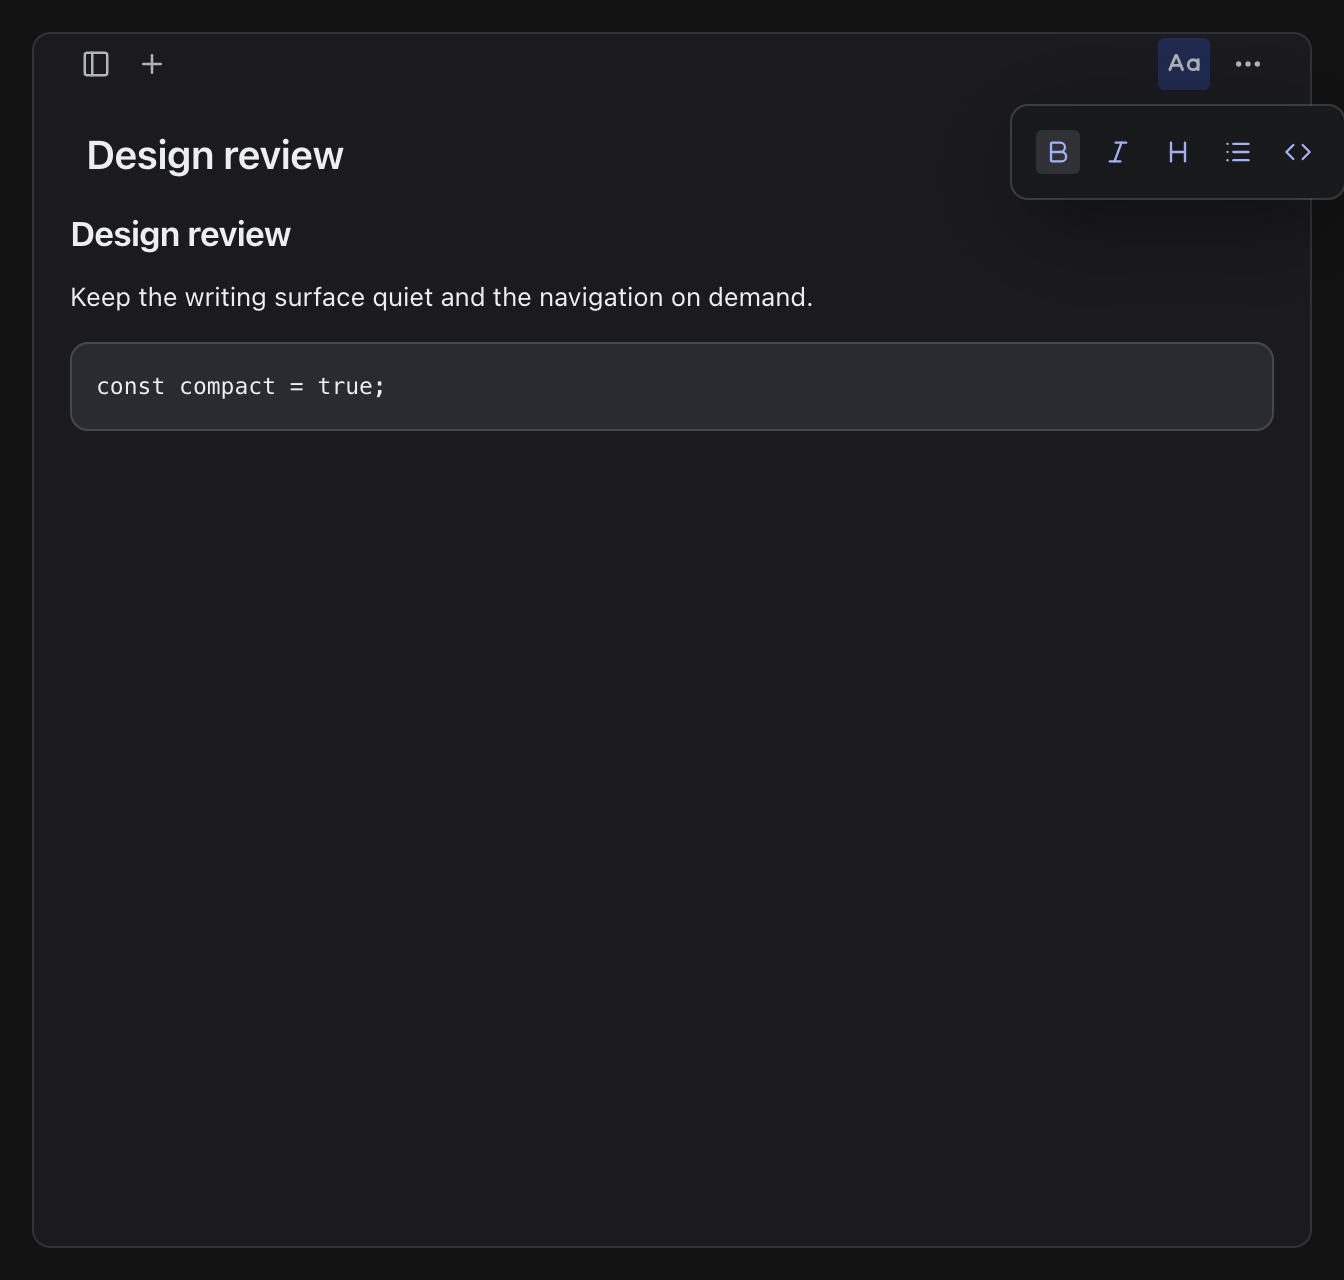 Aa
B I H
Design review
Design review
Keep the writing surface quiet and the navigation on demand.
const compact = true;